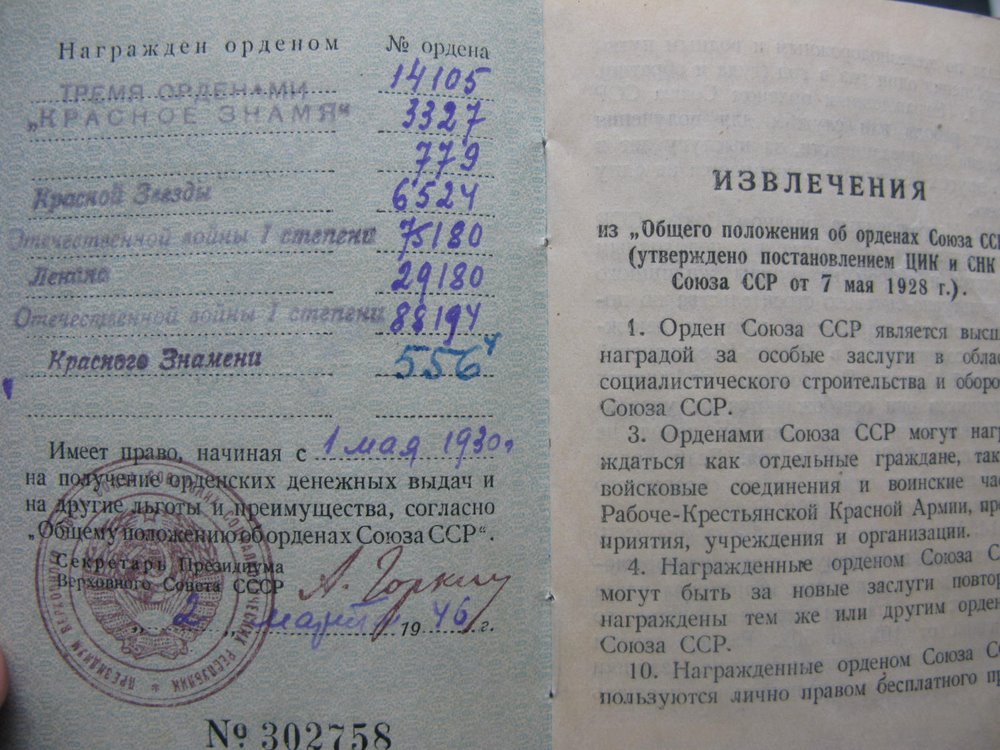 Награжден орденом № ордена
ТРЕМЯ ОРДЕНАМИ 14105
„КРАСНОЕ ЗНАМЯ" 3327
779
Красной Звезды 6524
Отечественной войны I степени 75180
Ленина 29180
Отечественной войны I степени 88194
Красного Знамени 556 4
Имеет право, начиная с 1 мая 1930 г
на получение орденских денежных выдач и
на другие льготы и преимущества, согласно
„Общему положению об орденах Союза ССР".
Секретарь Президиума
Верховного Совета СССР А. Горкин
„ 2 „ марта 1946 г.
№ 302758
ИЗВЛЕЧЕНИЯ
из „Общего положения об орденах Союза ССР
(утверждено постановлением ЦИК и СНК
Союза ССР от 7 мая 1928 г.).
1. Орден Союза ССР является высш
наградой за особые заслуги в облас
социалистического строительства и оборо
Союза ССР.
3. Орденами Союза ССР могут нагр
ждаться как отдельные граждане, так
войсковые соединения и воинские час
Рабоче-Крестьянской Красной Армии, пре
приятия, учреждения и организации.
4. Награжденные орденом Союза С
могут быть за новые заслуги повтор
награждены тем же или другим орде
Союза ССР.
10. Награжденные орденом Союза С
пользуются лично правом бесплатного пр